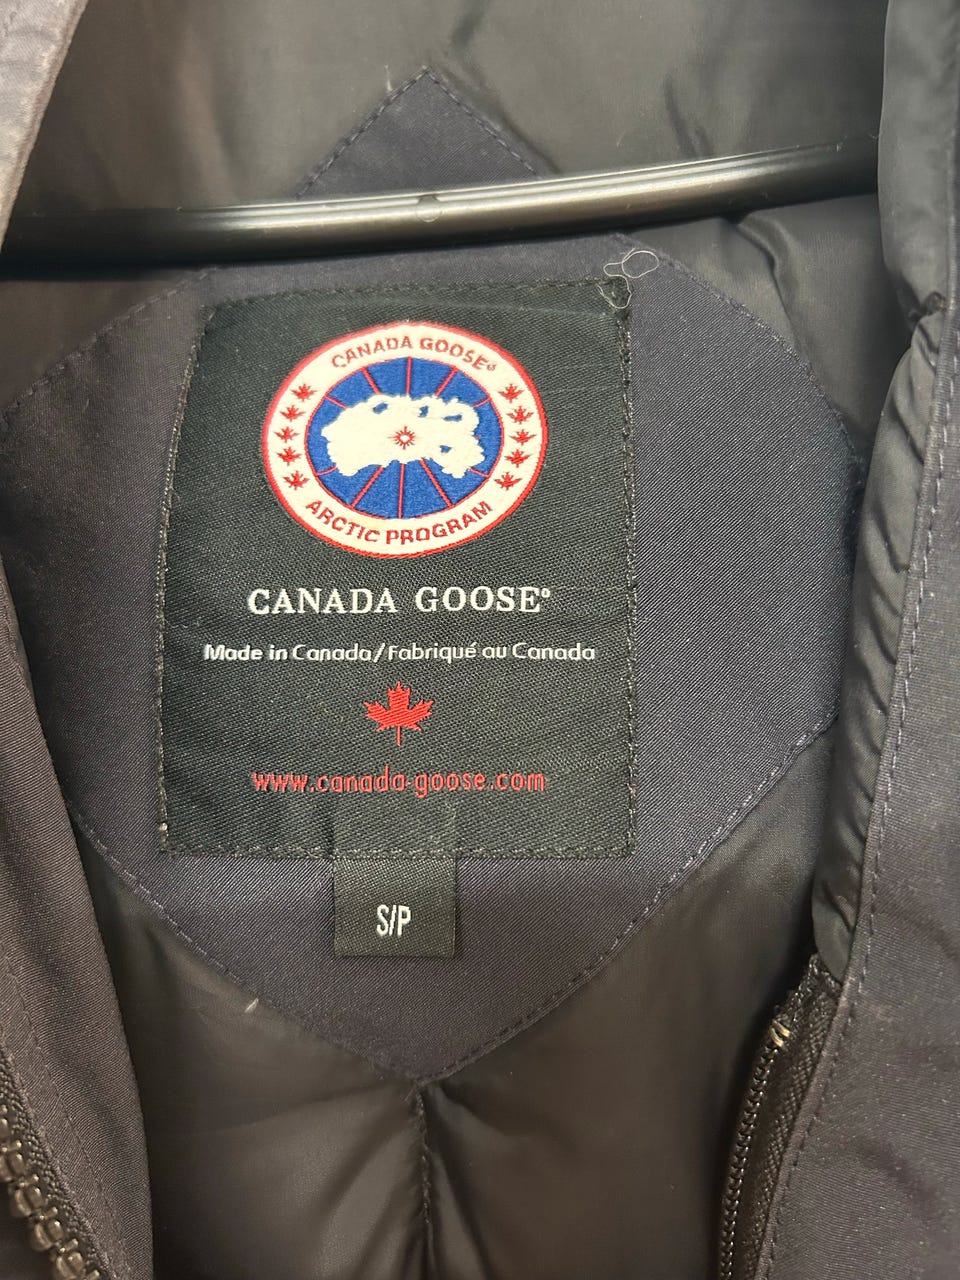 CANADA GOOSE®
ARCTIC PROGRAM
CANADA GOOSE®
Made in Canada/Fabriqué au Canada
www.canada-goose.com
S/P